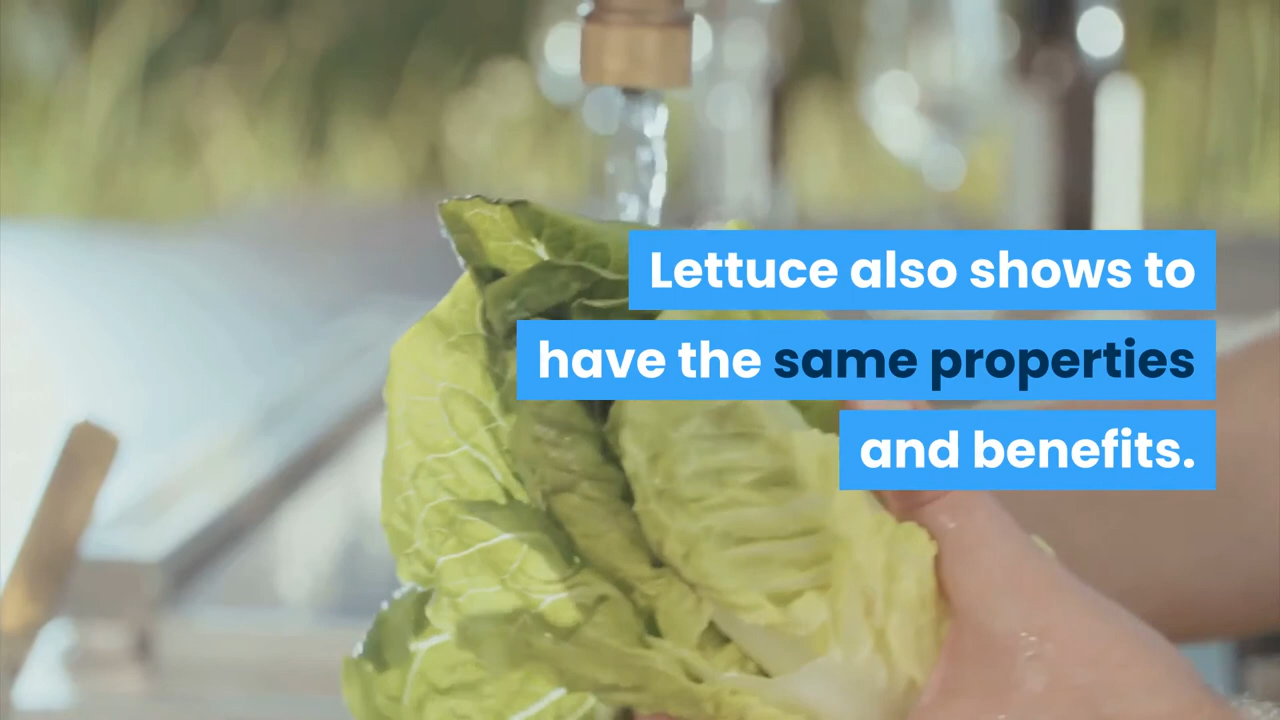 Lettuce also shows to
have the same properties
and benefits.